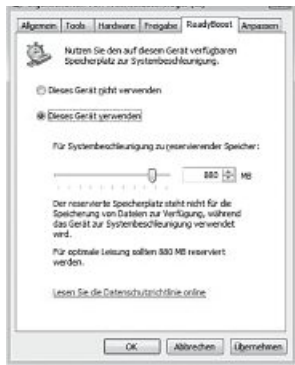 Allgemein Tools Hardware Freigabe ReadyBoost Anpassen
Nutzen Sie den auf diesem Gerät verfügbaren
Speicherplatz zur Systembeschleunigung.
Dieses Gerät nicht verwenden
Dieses Gerät verwenden
Für Systembeschleunigung zu reservierender Speicher:
880 MB
Der reservierte Speicherplatz steht nicht für die
Speicherung von Dateien zur Verfügung, während
das Gerät zur Systembeschleunigung verwendet
wird.
Für optimale Leisung sollten 880 MB reserviert
werden.
Lesen Sie die Datenschutzrichtlinie online
OK Abbrechen Übernehmen